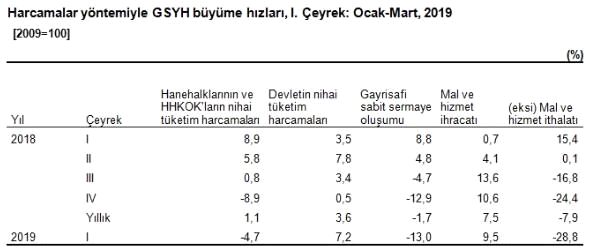 Harcamalar yöntemiyle GSYH büyüme hızları, I. Çeyrek: Ocak-Mart, 2019
[2009=100]
(%)
Hanehalklarının ve Devletin nihai Gayrisafi Mal ve
HHKOK'ların nihai tüketim sabit sermaye hizmet (eksi) Mal ve
Yıl Çeyrek tüketim harcamaları harcamaları oluşumu ihracatı hizmet ithalatı
2018 I 8,9 3,5 8,8 0,7 15,4
II 5,8 7,8 4,8 4,1 0,1
III 0,8 3,4 -4,7 13,6 -16,8
IV -8,9 0,5 -12,9 10,6 -24,4
Yıllık 1,1 3,6 -1,7 7,5 -7,9
2019 I -4,7 7,2 -13,0 9,5 -28,8